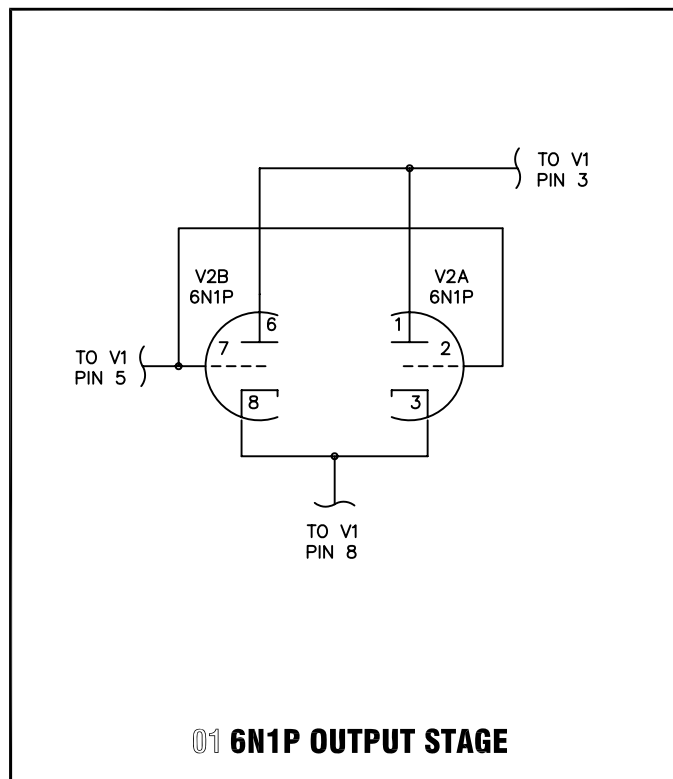 TO V1
PIN 3
V2B
6N1P
V2A
6N1P
6
1
7
2
TO V1
PIN 5
8
3
TO V1
PIN 8
01 6N1P OUTPUT STAGE